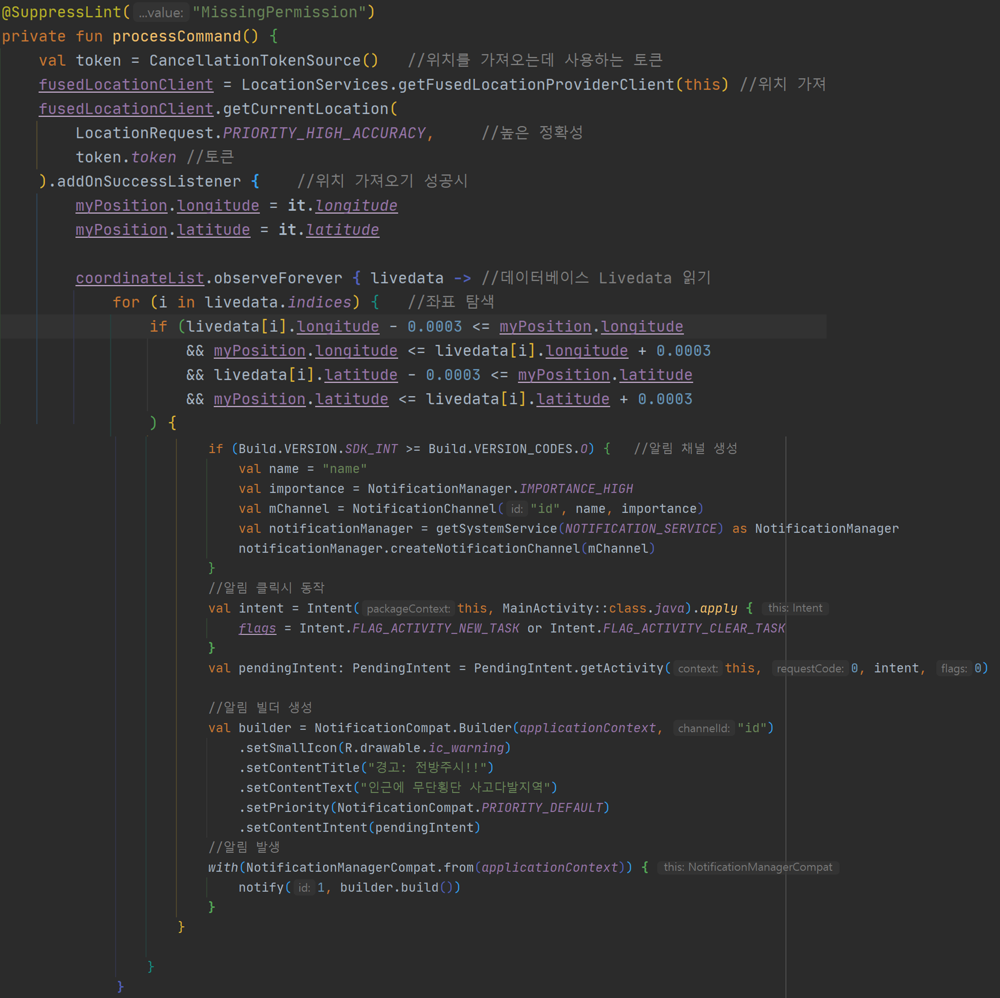 @SuppressLint( ...value: "MissingPermission")
private fun processCommand() {
    val token = CancellationTokenSource()   //위치를 가져오는데 사용하는 토큰
    fusedLocationClient = LocationServices.getFusedLocationProviderClient(this) //위치 가져
    fusedLocationClient.getCurrentLocation(
        LocationRequest.PRIORITY_HIGH_ACCURACY,     //높은 정확성
        token.token //토큰
    ).addOnSuccessListener {    //위치 가져오기 성공시
        myPosition.longitude = it.longitude
        myPosition.latitude = it.latitude
        coordinateList.observeForever { livedata -> //데이터베이스 Livedata 읽기
            for (i in livedata.indices) {   //좌표 탐색
                if (livedata[i].longitude - 0.0003 <= myPosition.longitude
                    && myPosition.longitude <= livedata[i].longitude + 0.0003
                    && livedata[i].latitude - 0.0003 <= myPosition.latitude
                    && myPosition.latitude <= livedata[i].latitude + 0.0003
                ) {
                    if (Build.VERSION.SDK_INT >= Build.VERSION_CODES.O) {   //알림 채널 생성
                        val name = "name"
                        val importance = NotificationManager.IMPORTANCE_HIGH
                        val mChannel = NotificationChannel( id: "id", name, importance)
                        val notificationManager = getSystemService(NOTIFICATION_SERVICE) as NotificationManager
                        notificationManager.createNotificationChannel(mChannel)
                    }
                    //알림 클릭시 동작
                    val intent = Intent( packageContext: this, MainActivity::class.java).apply { this: Intent
                        flags = Intent.FLAG_ACTIVITY_NEW_TASK or Intent.FLAG_ACTIVITY_CLEAR_TASK
                    }
                    val pendingIntent: PendingIntent = PendingIntent.getActivity( context: this, requestCode: 0, intent, flags: 0)
                    //알림 빌더 생성
                    val builder = NotificationCompat.Builder(applicationContext, channelId: "id")
                        .setSmallIcon(R.drawable.ic_warning)
                        .setContentTitle("경고: 전방주시!!")
                        .setContentText("인근에 무단횡단 사고다발지역")
                        .setPriority(NotificationCompat.PRIORITY_DEFAULT)
                        .setContentIntent(pendingIntent)
                    //알림 발생
                    with(NotificationManagerCompat.from(applicationContext)) { this: NotificationManagerCompat
                        notify( id: 1, builder.build())
                    }
                }
            }
        }